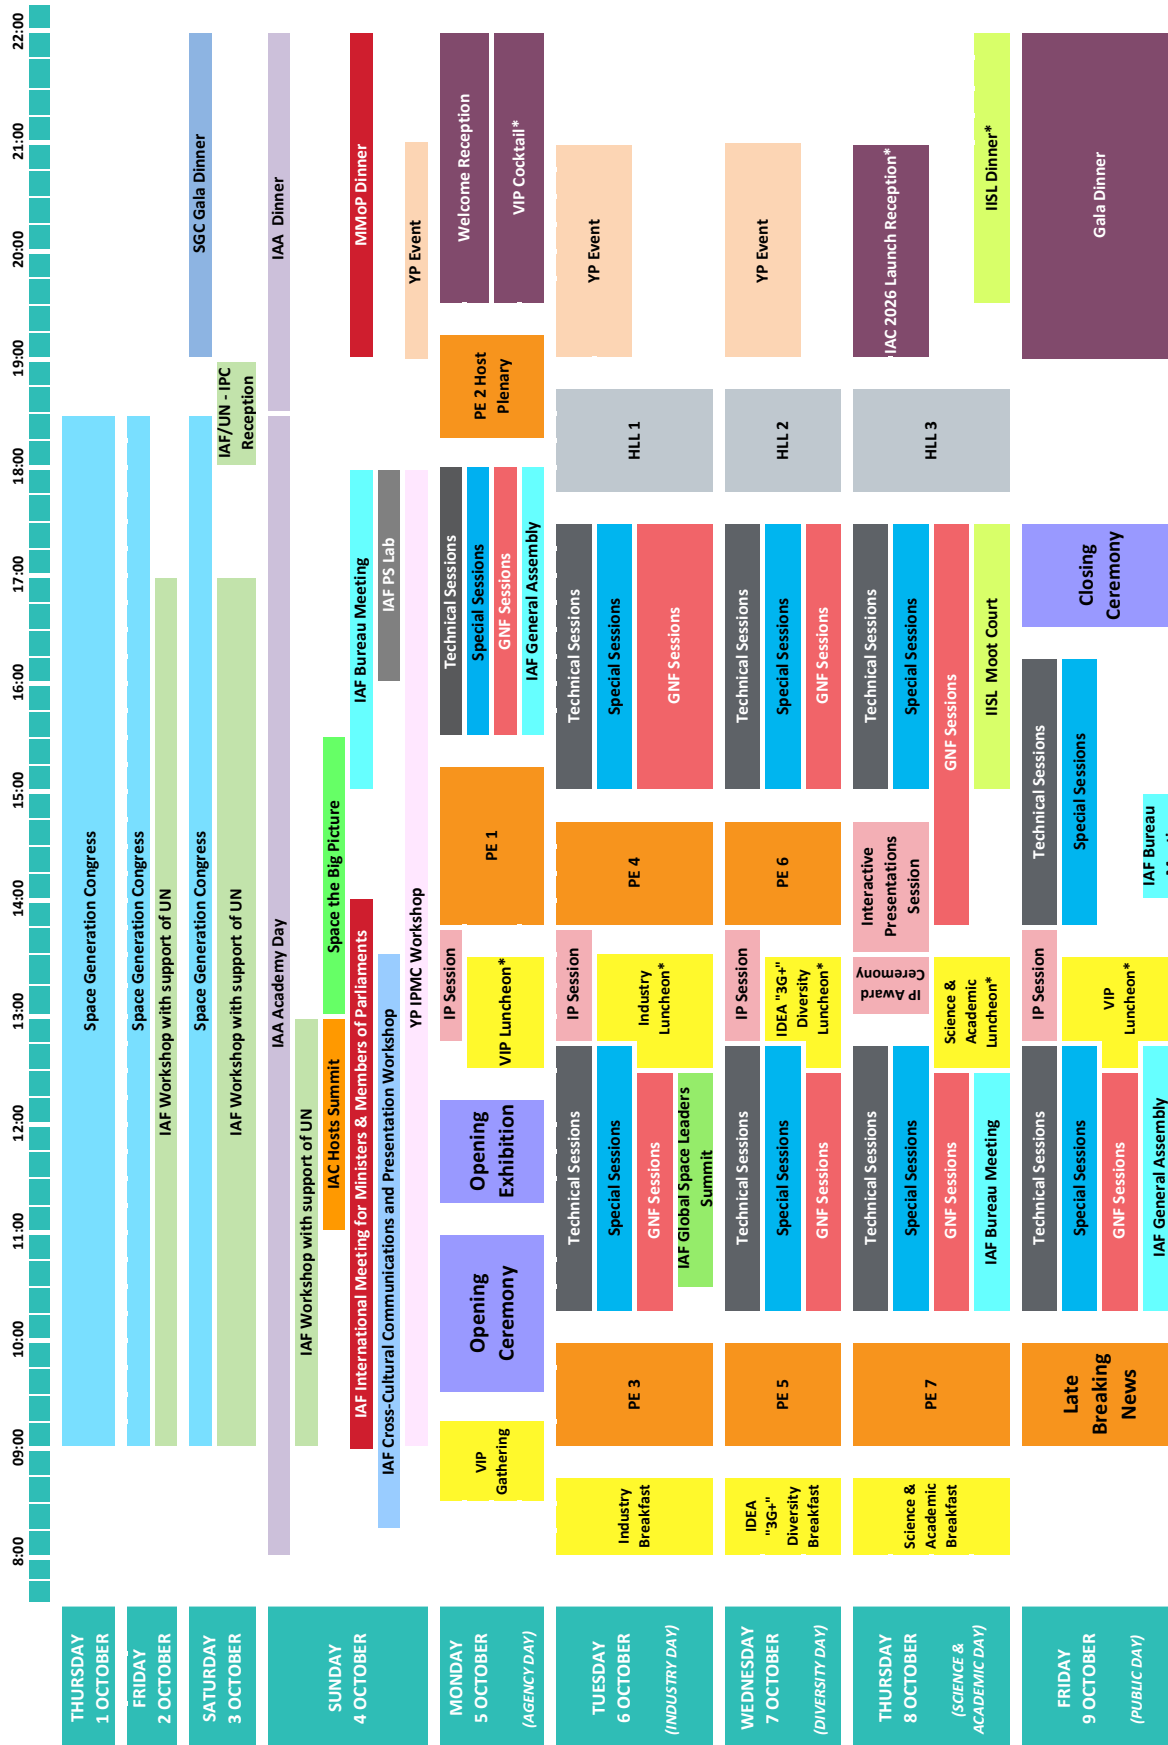 8:00
09:00
10:00
11:00
12:00
13:00
14:00
15:00
16:00
17:00
18:00
19:00
20:00
21:00
22:00
THURSDAY
1 OCTOBER
Space Generation Congress
FRIDAY
2 OCTOBER
Space Generation Congress
IAF Workshop with support of UN
SATURDAY
3 OCTOBER
Space Generation Congress
SGC Gala Dinner
IAF Workshop with support of UN
IAF/UN - IPC
Reception
SUNDAY
4 OCTOBER
IAA Academy Day
IAA Dinner
IAF Workshop with support of UN
IAC Hosts Summit
Space the Big Picture
IAF International Meeting for Ministers & Members of Parliaments
IAF Bureau Meeting
MMoP Dinner
IAF Cross-Cultural Communications and Presentation Workshop
IAF PS Lab
YP IPMC Workshop
YP Event
MONDAY
5 OCTOBER
(AGENCY DAY)
VIP
Gathering
Opening
Ceremony
Opening
Exhibition
IP Session
VIP Luncheon*
PE 1
Technical Sessions
Special Sessions
GNF Sessions
IAF General Assembly
PE 2 Host
Plenary
Welcome Reception
VIP Cocktail*
TUESDAY
6 OCTOBER
(INDUSTRY DAY)
Industry
Breakfast
PE 3
Technical Sessions
Special Sessions
GNF Sessions
IAF Global Space Leaders
Summit
IP Session
Industry
Luncheon*
PE 4
Technical Sessions
Special Sessions
GNF Sessions
HLL 1
YP Event
WEDNESDAY
7 OCTOBER
(DIVERSITY DAY)
IDEA
"3G+"
Diversity
Breakfast
PE 5
Technical Sessions
Special Sessions
GNF Sessions
IP Session
IDEA "3G+"
Diversity
Luncheon*
PE 6
Technical Sessions
Special Sessions
GNF Sessions
HLL 2
YP Event
THURSDAY
8 OCTOBER
(SCIENCE &
ACADEMIC DAY)
Science &
Academic
Breakfast
PE 7
Technical Sessions
Special Sessions
GNF Sessions
IAF Bureau Meeting
IP Award
Ceremony
Science &
Academic
Luncheon*
Interactive
Presentations
Session
Technical Sessions
Special Sessions
GNF Sessions
IISL Moot Court
HLL 3
IAC 2026 Launch Reception*
IISL Dinner*
FRIDAY
9 OCTOBER
(PUBLIC DAY)
Late
Breaking
News
Technical Sessions
Special Sessions
GNF Sessions
IAF General Assembly
IP Session
VIP
Luncheon*
Technical Sessions
Special Sessions
IAF Bureau
Closing
Ceremony
Gala Dinner